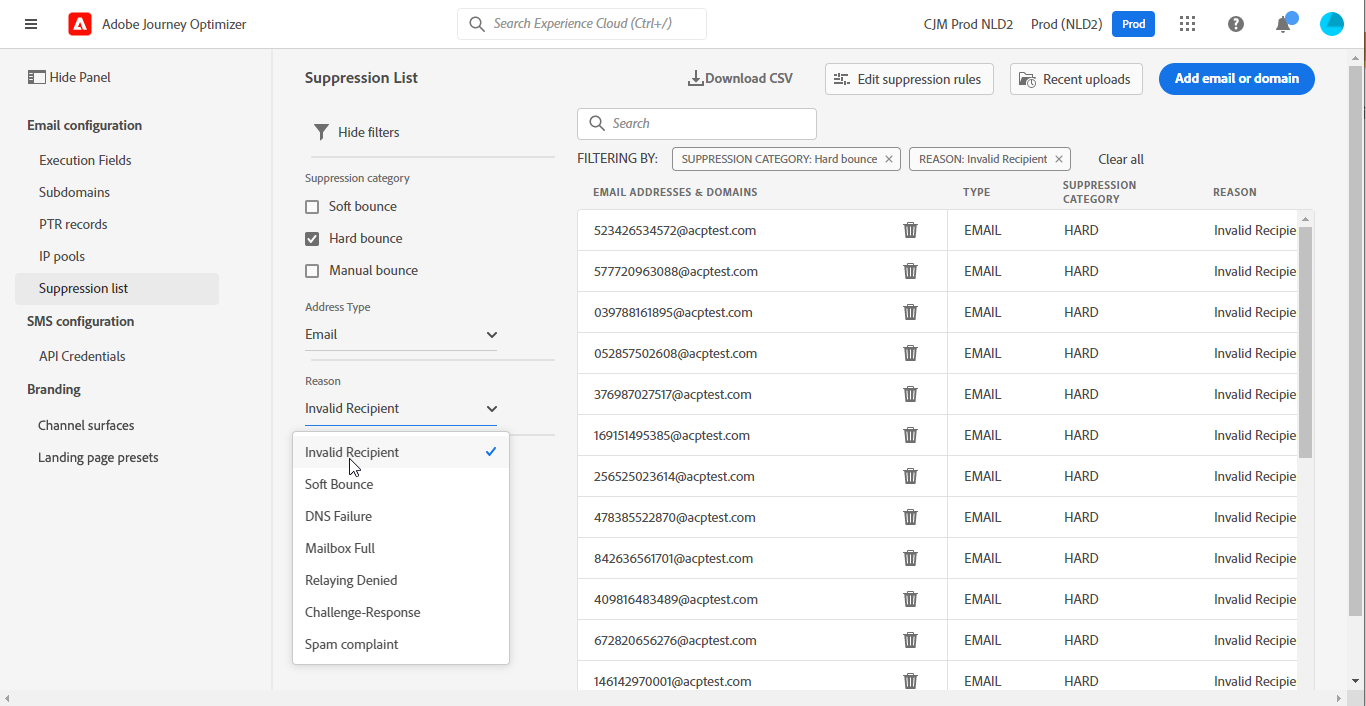 Adobe Journey Optimizer
Search Experience Cloud (Ctrl+/)
CJM Prod NLD2
Prod (NLD2)
Prod
Hide Panel
Email configuration
Execution Fields
Subdomains
PTR records
IP pools
Suppression list
SMS configuration
API Credentials
Branding
Channel surfaces
Landing page presets
Suppression List
Download CSV
Edit suppression rules
Recent uploads
Add email or domain
Hide filters
Suppression category
Soft bounce
Hard bounce
Manual bounce
Address Type
Email
Reason
Invalid Recipient
Invalid Recipient
Soft Bounce
DNS Failure
Mailbox Full
Relaying Denied
Challenge-Response
Spam complaint
Search
FILTERING BY: SUPPRESSION CATEGORY: Hard bounce REASON: Invalid Recipient Clear all
EMAIL ADDRESSES & DOMAINS TYPE SUPPRESSION CATEGORY REASON
523426534572@acptest.com EMAIL HARD Invalid Recipie
577720963088@acptest.com EMAIL HARD Invalid Recipie
039788161895@acptest.com EMAIL HARD Invalid Recipie
052857502608@acptest.com EMAIL HARD Invalid Recipie
376987027517@acptest.com EMAIL HARD Invalid Recipie
169151495385@acptest.com EMAIL HARD Invalid Recipie
256525023614@acptest.com EMAIL HARD Invalid Recipie
478385522870@acptest.com EMAIL HARD Invalid Recipie
842636561701@acptest.com EMAIL HARD Invalid Recipie
409816483489@acptest.com EMAIL HARD Invalid Recipie
672820656276@acptest.com EMAIL HARD Invalid Recipie
146142970001@acptest.com EMAIL HARD Invalid Recipie